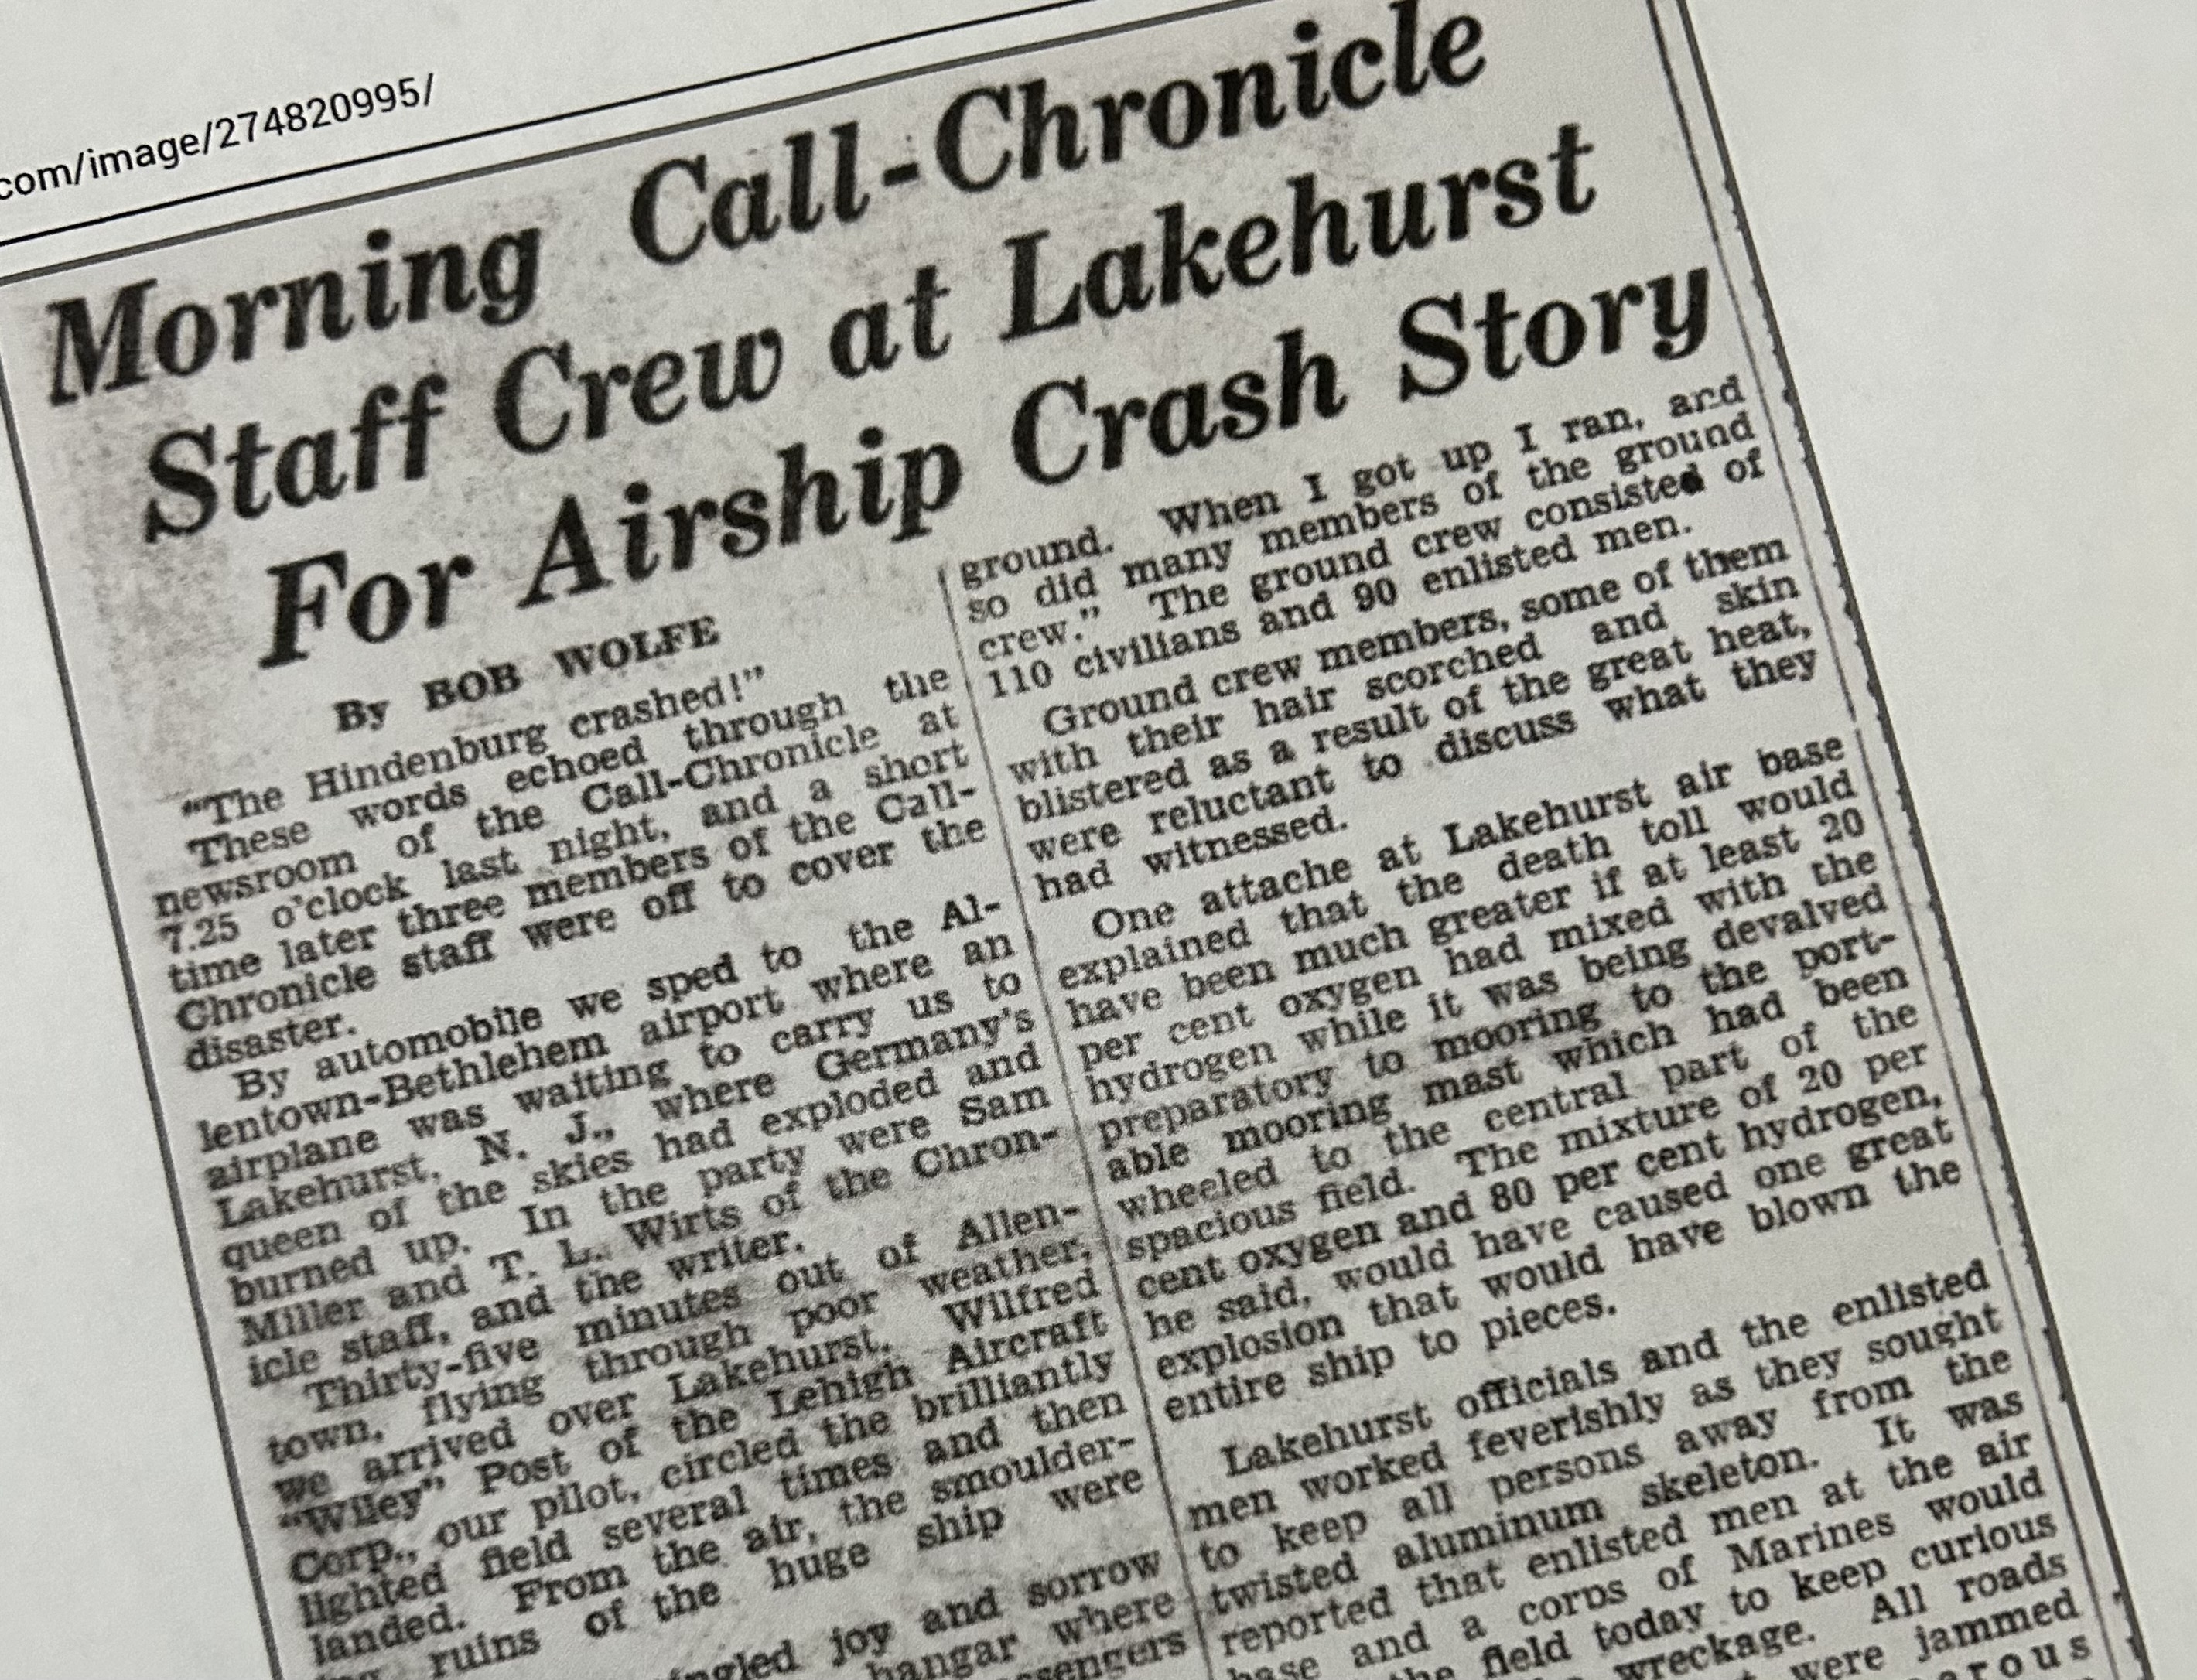 com/image/274820995/
Morning Call-Chronicle
Staff Crew at Lakehurst
For Airship Crash Story
By BOB WOLFE
“The Hindenburg crashed!”
These words echoed through the
newsroom of the Call-Chronicle at
7.25 o’clock last night, and a short
time later three members of the Call-
Chronicle staff were off to cover the
disaster.
By automobile we sped to the Al-
lentown-Bethlehem airport where an
airplane was waiting to carry us to
Lakehurst, N. J., where Germany’s
queen of the skies had exploded and
burned up. In the party were Sam
Miller and T. L. Wirts of the Chron-
icle staff, and the writer.
Thirty-five minutes out of Allen-
town, flying through poor weather,
we arrived over Lakehurst. Wilfred
“Wiley” Post of the Lehigh Aircraft
Corp., our pilot, circled the brilliantly
lighted field several times and then
landed. From the air, the smoulder-
ruins of the huge ship were
joy and sorrow
hangar where
ground. When I got up I ran, and
so did many members of the ground
crew.” The ground crew consisted of
110 civilians and 90 enlisted men.
Ground crew members, some of them
with their hair scorched and skin
blistered as a result of the great heat,
were reluctant to discuss what they
had witnessed.
One attache at Lakehurst air base
explained that the death toll would
have been much greater if at least 20
per cent oxygen had mixed with the
hydrogen while it was being devalved
preparatory to mooring to the port-
able mooring mast which had been
wheeled to the central part of the
spacious field. The mixture of 20 per
cent oxygen and 80 per cent hydrogen,
he said, would have caused one great
explosion that would have blown the
entire ship to pieces.
Lakehurst officials and the enlisted
men worked feverishly as they sought
to keep all persons away from the
twisted aluminum skeleton. It was
reported that enlisted men at the air
base and a corps of Marines would
the field today to keep curious
wreckage. All roads
were jammed